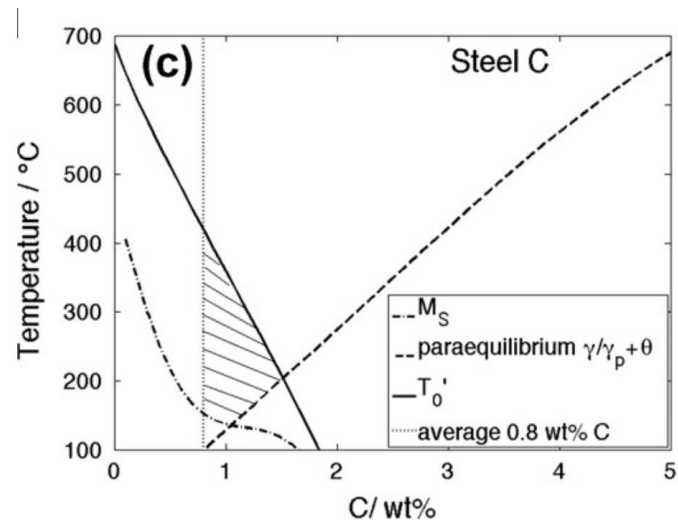 700
(c)
Steel C
600
500
400
300
200
100
Temperature / °C
M_S
paraequilibrium γ/γ_p+θ
T_0'
average 0.8 wt% C
0 1 2 3 4 5
C/ wt%